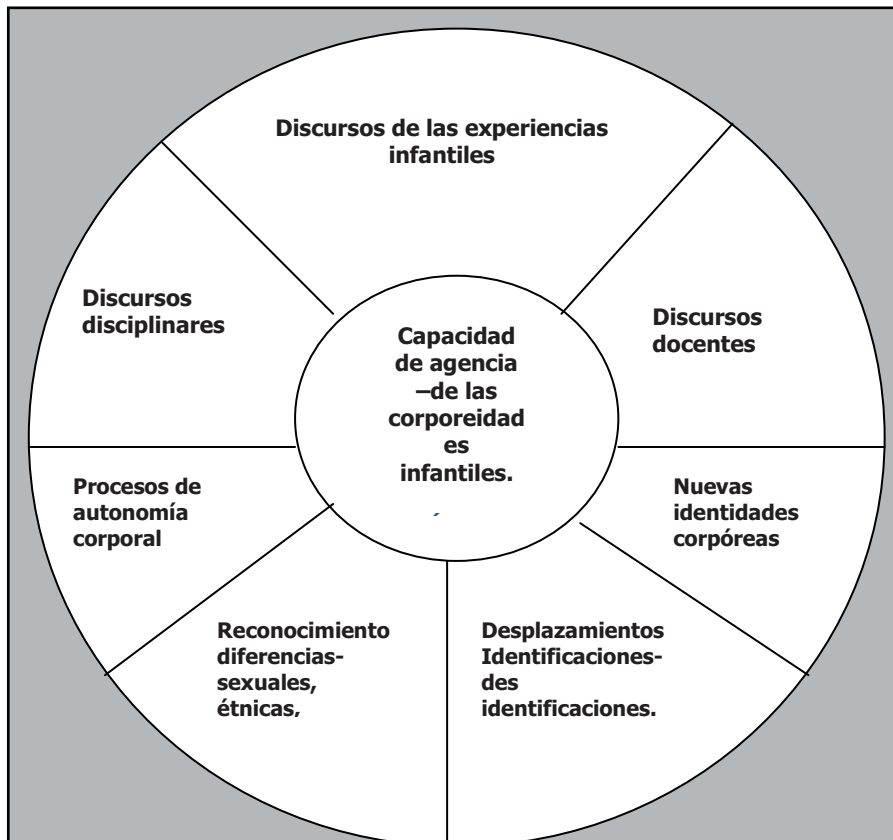 Discursos de las experiencias
infantiles
Discursos
disciplinares
Capacidad
de agencia
–de las
corporeidad
es
infantiles.
Discursos
docentes
Procesos de
autonomía
corporal
Nuevas
identidades
corpóreas
Reconocimiento
diferencias-
sexuales,
étnicas,
Desplazamientos
Identificaciones-
des
identificaciones.